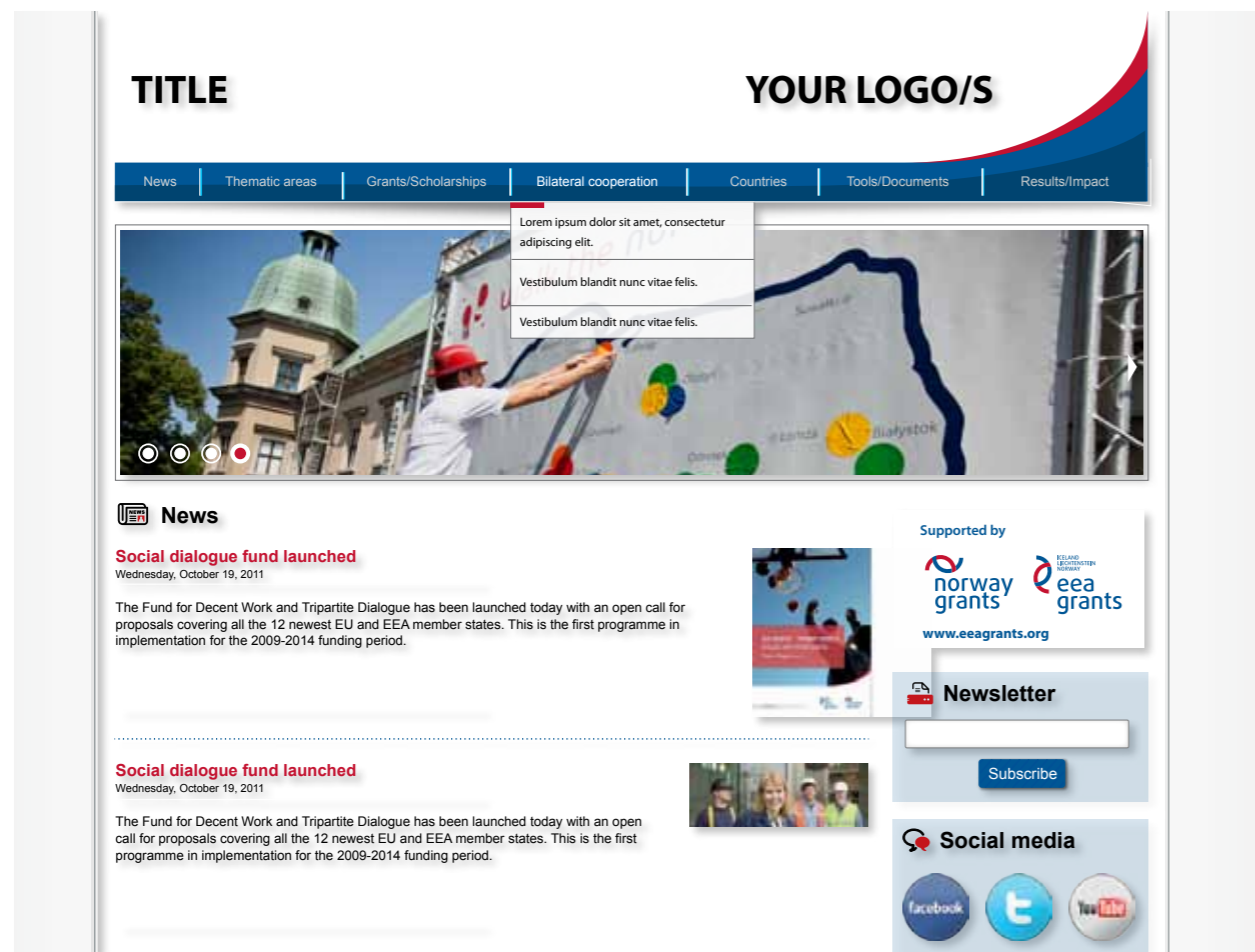 TITLE
YOUR LOGO/S
News
Thematic areas
Grants/Scholarships
Bilateral cooperation
Countries
Tools/Documents
Results/Impact
Lorem ipsum dolor sit amet, consectetur
adipiscing elit.
Vestibulum blandit nunc vitae felis.
Vestibulum blandit nunc vitae felis.
the
Suwałki
Białystok
NEWS
News
Social dialogue fund launched
Wednesday, October 19, 2011
The Fund for Decent Work and Tripartite Dialogue has been launched today with an open call for
proposals covering all the 12 newest EU and EEA member states. This is the first programme in
implementation for the 2009-2014 funding period.
Social dialogue fund launched
Wednesday, October 19, 2011
The Fund for Decent Work and Tripartite Dialogue has been launched today with an open
call for proposals covering all the 12 newest EU and EEA member states. This is the first
programme in implementation for the 2009-2014 funding period.
Supported by
norway
grants
ICELAND
LIECHTENSTEIN
NORWAY
eea
grants
www.eeagrants.org
Newsletter
Subscribe
Social media
facebook
t
YouTube